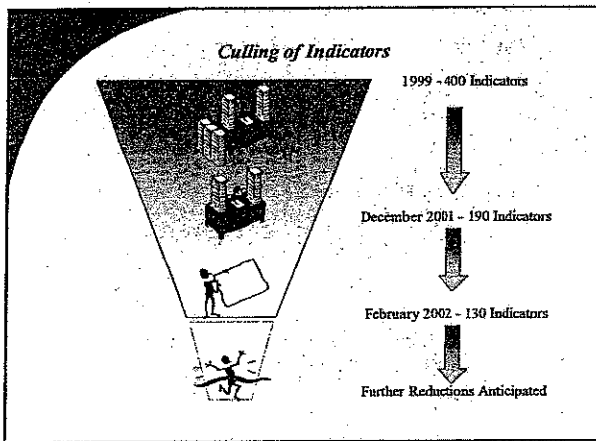 Culling of Indicators
1999 - 400 Indicators
December 2001 - 190 Indicators
February 2002 - 130 Indicators
Further Reductions Anticipated